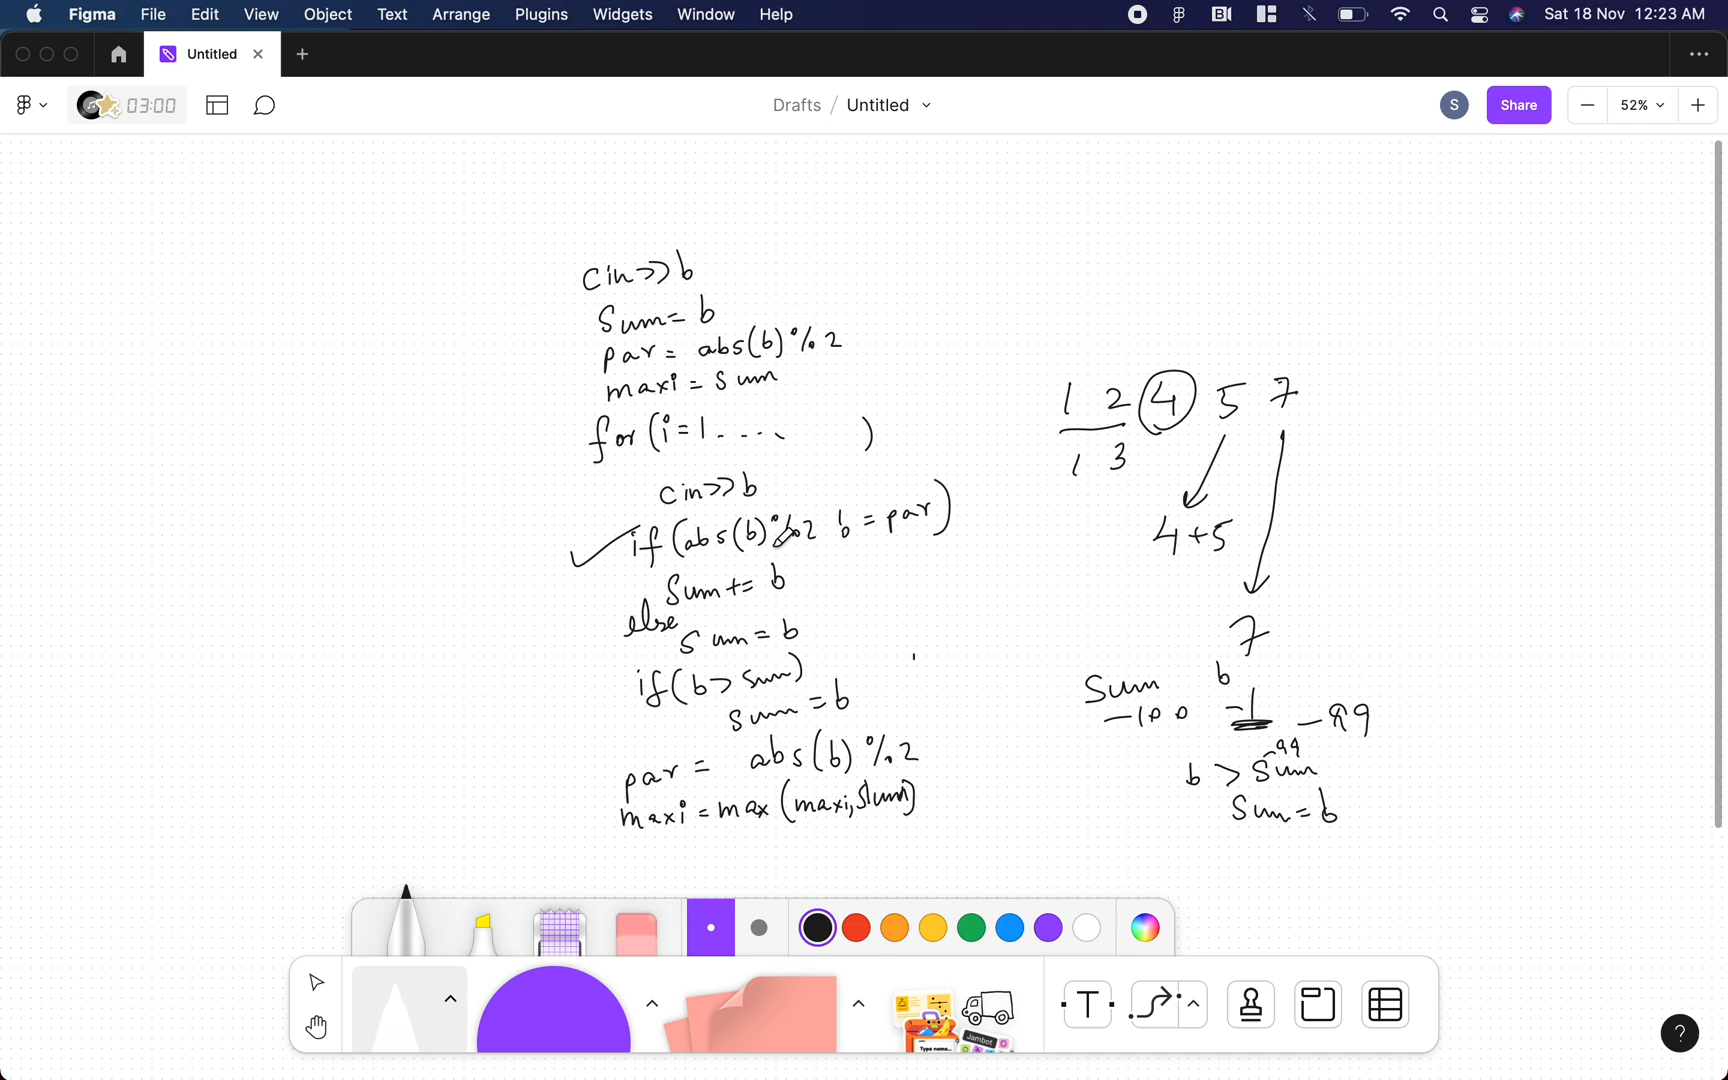 Figma File Edit View Object Text Arrange Plugins Widgets Window Help Sat 18 Nov 12:23 AM
Untitled
03:00 Drafts / Untitled S Share 52%
cin>>b
Sum = b
par = abs(b)%2
maxi = sum
for (i=1 . . . . )
cin>>b
if (abs(b)%2 != par)
Sum += b
else
Sum = b
if(b > sum)
sum = b
par = abs(b)%2
maxi = max (maxi, Sum)
1 2 4 5 7
1 3
4+5
7
Sum b
-100 -1 -99
-99
b > Sum
Sum = b
T
Type name...
Jambot
?